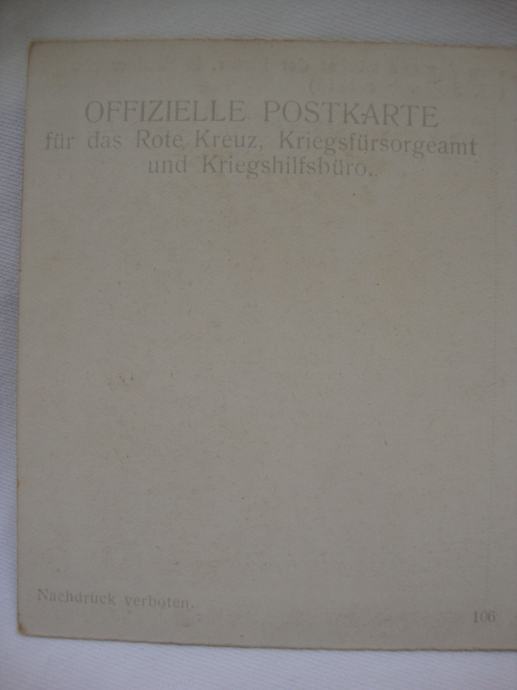 OFFIZIELLE POSTKARTE
für das Rote Kreuz, Kriegsfürsorgeamt
und Kriegshilfsbüro.
Nachdruck verboten.
106